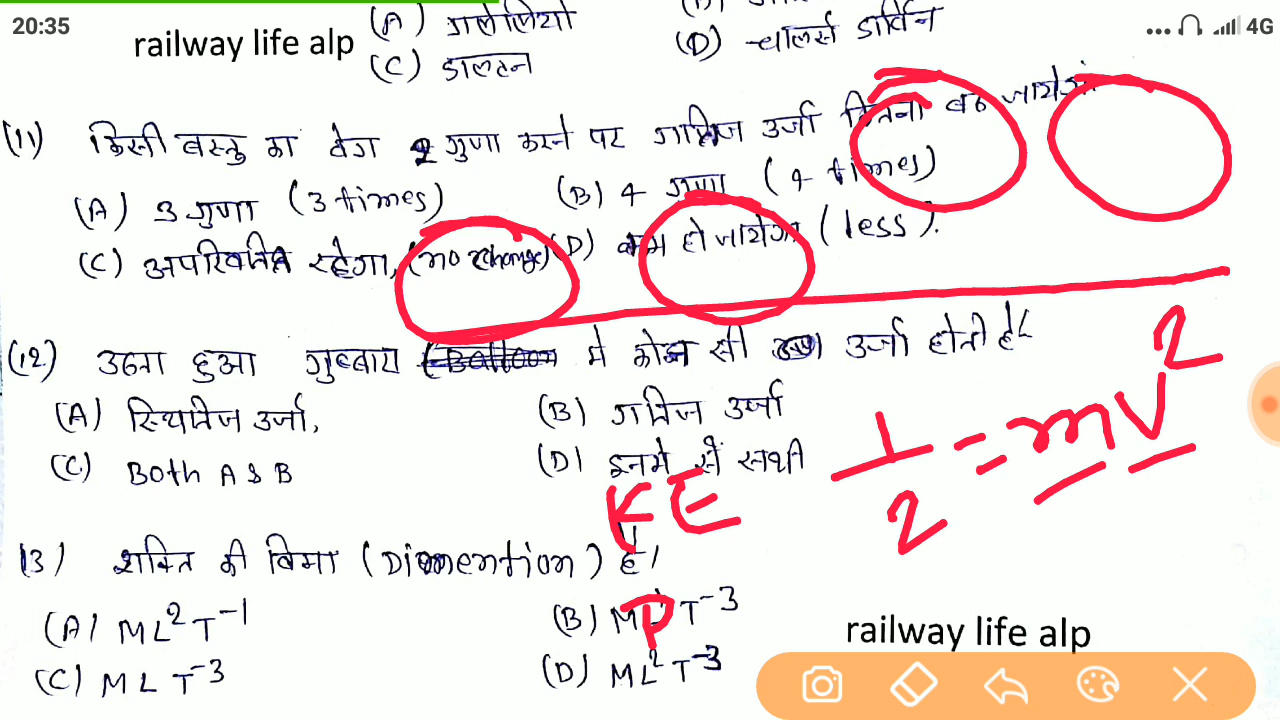 20:35
... 4G
railway life alp
(A) गलेलियो
(C) डाल्टन
(D) चार्ल्स डार्विन
(11) किसी वस्तु का वेग 2 गुणा करने पर गतिज उर्जा कितना बढ जायेगा
(A) 3 गुणा (3 times) (B) 4 गुणा (4 times)
(C) अपरिवर्तित रहेगा, (no change) (D) कम हो जायेगा (less).
(12) उडता हुआ गुब्बारा (Balloon में कौन सी उर्जा होती है
(A) स्थितिज उर्जा, (B) गतिज उर्जा
(C) Both A & B (D) इनमे से सभी
1/2 = mv2
KE
13) शक्ति की विमा (Dimention) है।
(A) ML2T-1 (B) M T-3
P
(C) MLT-3 (D) ML2T-3
railway life alp